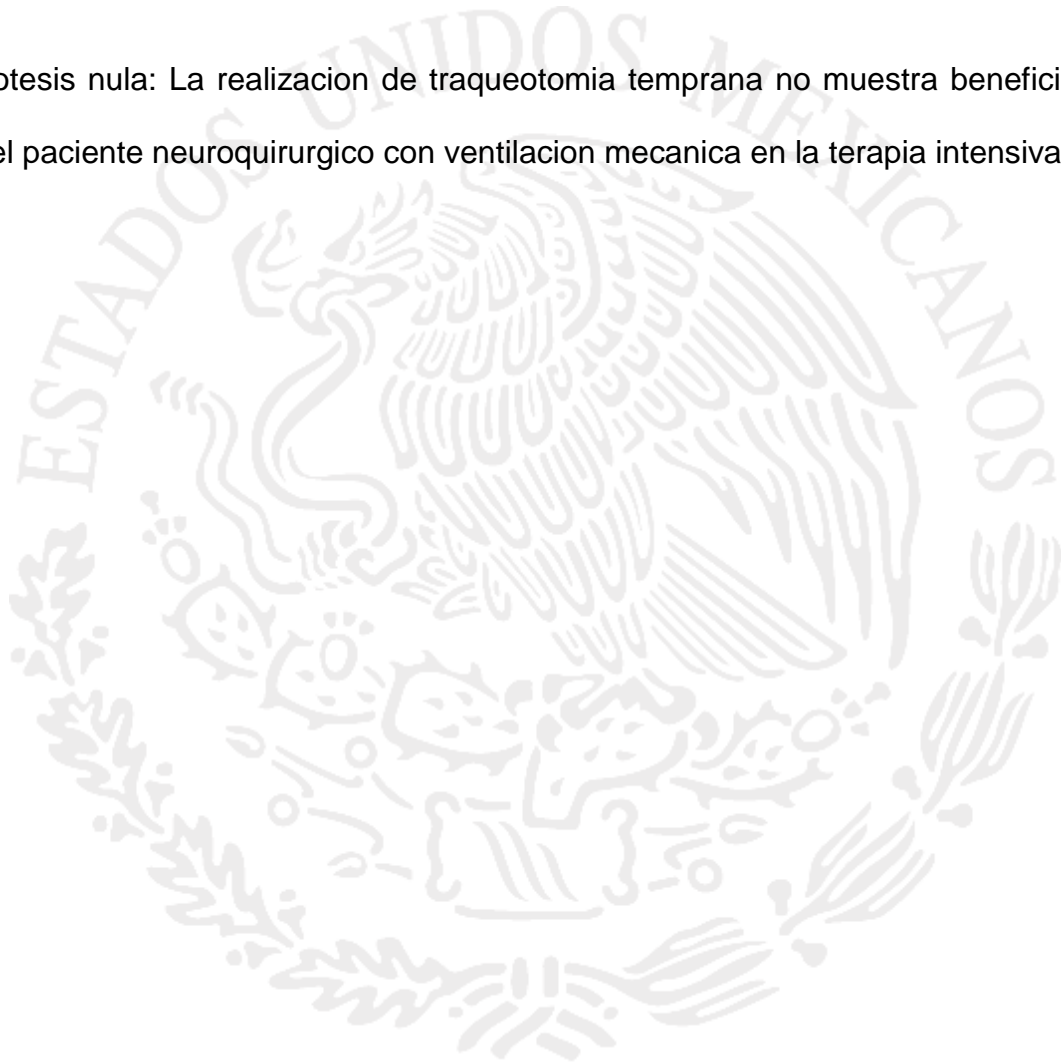 otesis nula: La realizacion de traqueotomia temprana no muestra benefici
el paciente neuroquirurgico con ventilacion mecanica en la terapia intensiva
ESTADOS UNIDOS MEXICANOS